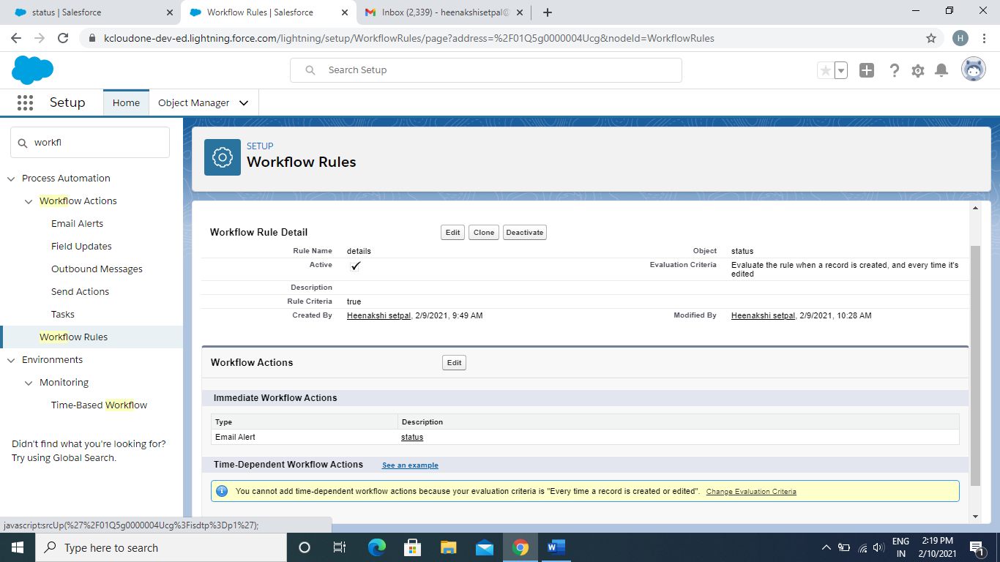 status | Salesforce
Workflow Rules | Salesforce
Inbox (2,339) - heenakshisetpal@
kcloudone-dev-ed.lightning.force.com/lightning/setup/WorkflowRules/page?address=%2F01Q5g0000004Ucg&nodeId=WorkflowRules
H
Search Setup
Setup
Home
Object Manager
workfl
Process Automation
Workflow Actions
Email Alerts
Field Updates
Outbound Messages
Send Actions
Tasks
Workflow Rules
Environments
Monitoring
Time-Based Workflow
Didn't find what you're looking for?
Try using Global Search.
SETUP
Workflow Rules
Workflow Rule Detail
Edit Clone Deactivate
Rule Name details Object status
Active Evaluation Criteria Evaluate the rule when a record is created, and every time it's
edited
Description
Rule Criteria true
Created By Heenakshi setpal, 2/9/2021, 9:49 AM Modified By Heenakshi setpal, 2/9/2021, 10:28 AM
Workflow Actions Edit
Immediate Workflow Actions
Type Description
Email Alert status
Time-Dependent Workflow Actions See an example
You cannot add time-dependent workflow actions because your evaluation criteria is "Every time a record is created or edited". Change Evaluation Criteria
javascript:srcUp(%27%2F01Q5g0000004Ucg%3Fisdtp%3Dp1%27);
Type here to search
ENG
IN
2:19 PM
2/10/2021
1